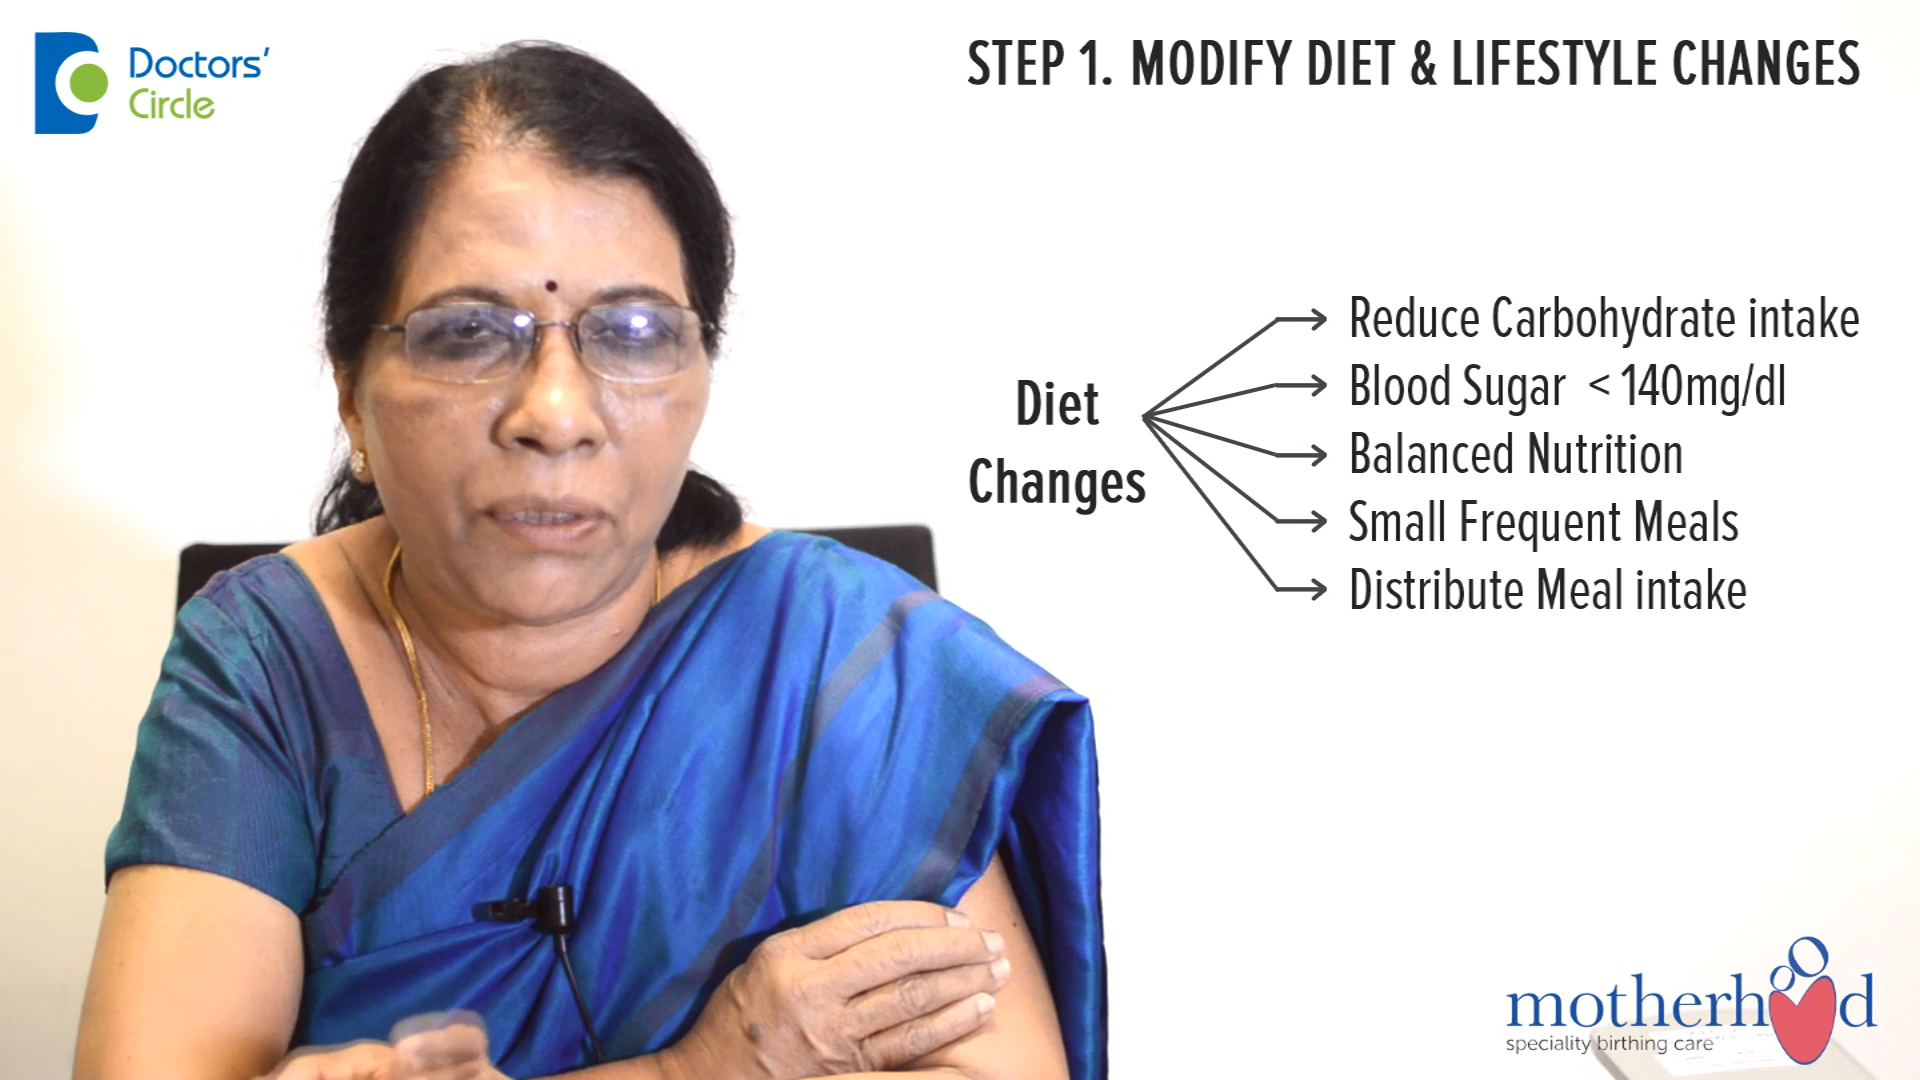 Doctors'
Circle
STEP 1. MODIFY DIET & LIFESTYLE CHANGES
Diet
Changes
Reduce Carbohydrate intake
Blood Sugar < 140mg/dl
Balanced Nutrition
Small Frequent Meals
Distribute Meal intake
motherhood
speciality birthing care